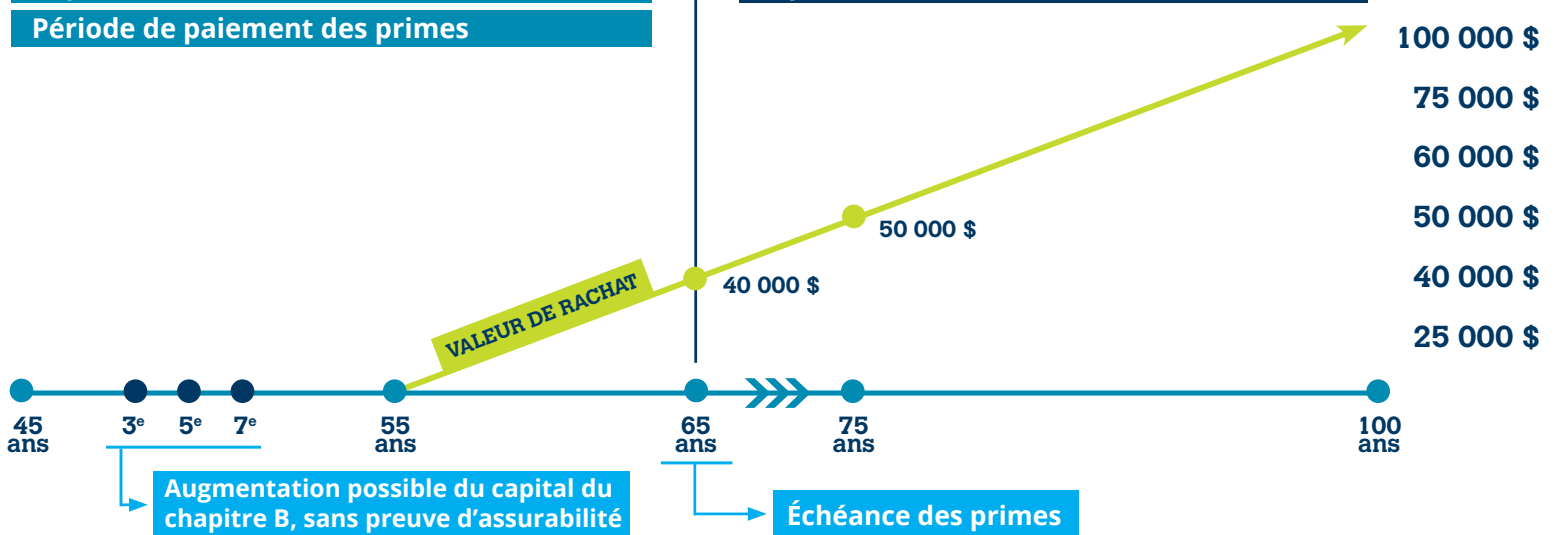 Période de paiement des primes
100 000 $
75 000 $
60 000 $
50 000 $
50 000 $
40 000 $
40 000 $
25 000 $
VALEUR DE RACHAT
45 ans
3e
5e
7e
55 ans
65 ans
75 ans
100 ans
Augmentation possible du capital du
chapitre B, sans preuve d’assurabilité
Échéance des primes